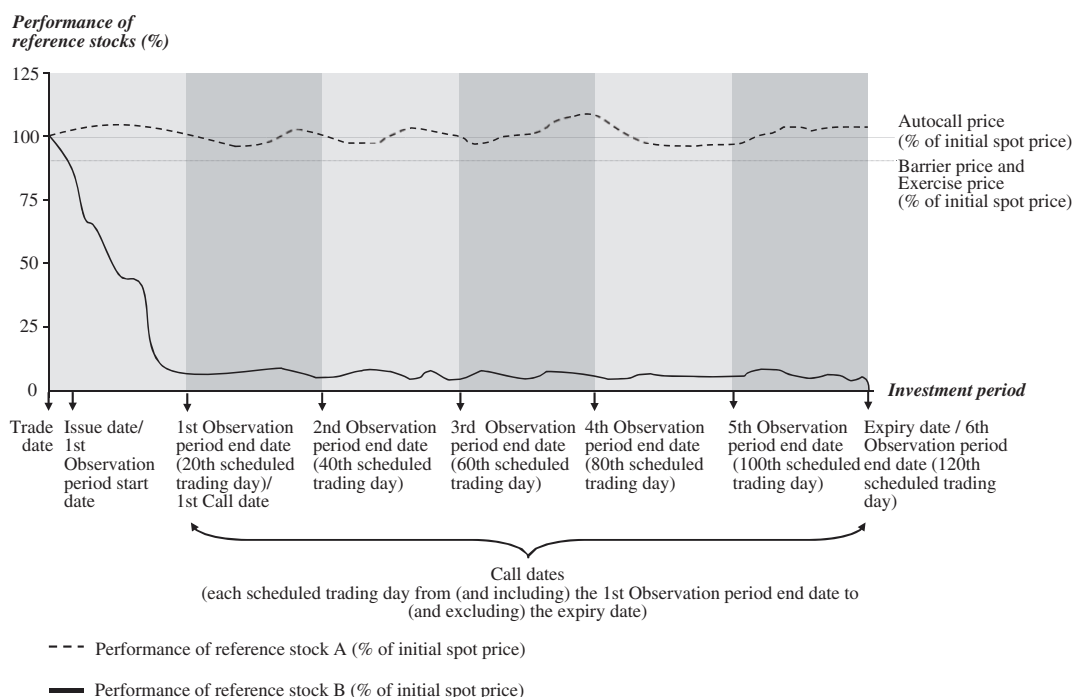 Performance of
reference stocks (%)
125
100
75
50
25
0
Autocall price
(% of initial spot price)
Barrier price and
Exercise price
(% of initial spot price)
Investment period
Trade
date
Issue date/
1st
Observation
period start
date
1st Observation
period end date
(20th scheduled
trading day)/
1st Call date
2nd Observation
period end date
(40th scheduled
trading day)
3rd Observation
period end date
(60th scheduled
trading day)
4th Observation
period end date
(80th scheduled
trading day)
5th Observation
period end date
(100th scheduled
trading day)
Expiry date / 6th
Observation period
end date (120th
scheduled trading
day)
Call dates
(each scheduled trading day from (and including) the 1st Observation period end date to
(and excluding) the expiry date)
Performance of reference stock A (% of initial spot price)
Performance of reference stock B (% of initial spot price)